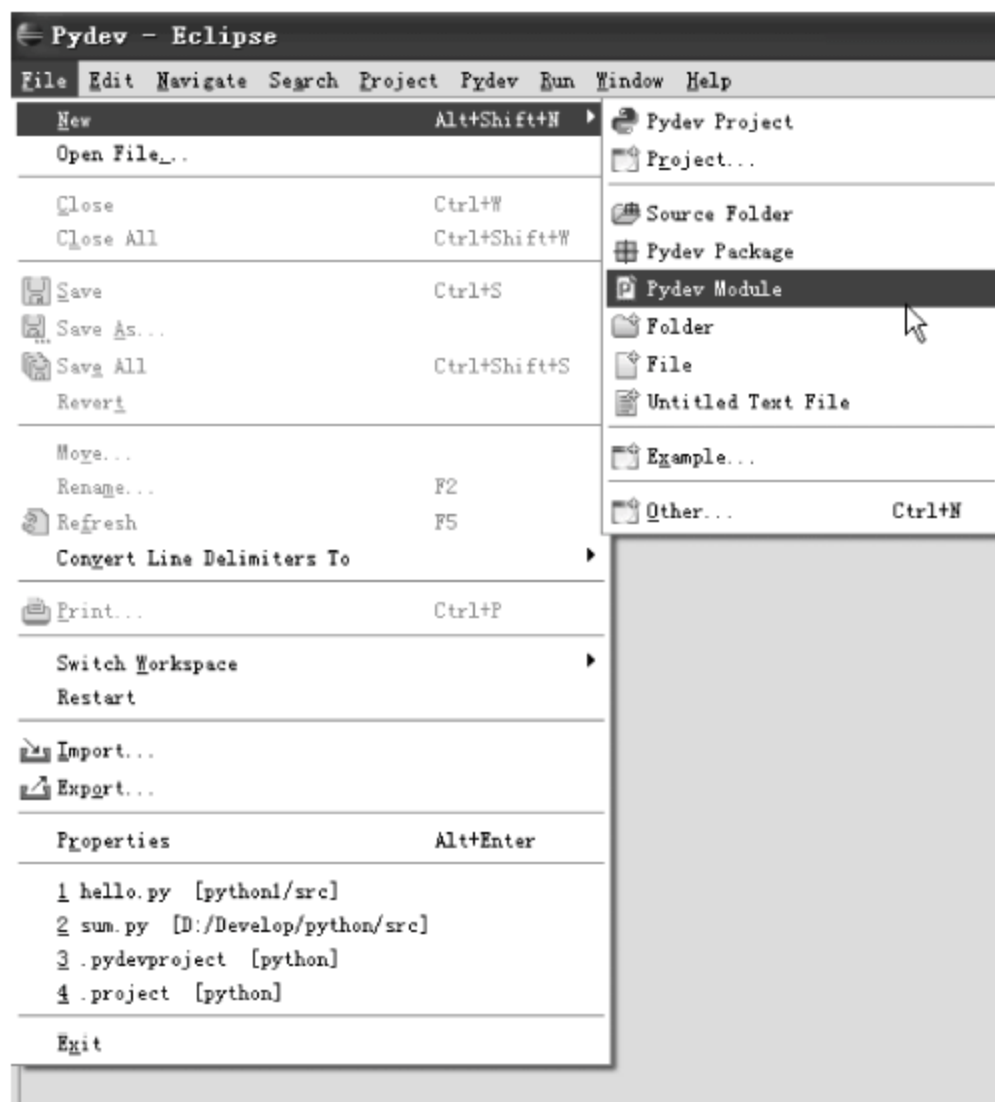 Pydev - Eclipse
File Edit Navigate Search Project Pydev Run Window Help
New Alt+Shift+N
Open File...
Close Ctrl+W
Close All Ctrl+Shift+W
Save Ctrl+S
Save As...
Save All Ctrl+Shift+S
Revert
Move...
Rename... F2
Refresh F5
Convert Line Delimiters To
Print... Ctrl+P
Switch Workspace
Restart
Import...
Export...
Properties Alt+Enter
1 hello.py [python1/src]
2 sum.py [D:/Develop/python/src]
3 .pydevproject [python]
4 .project [python]
Exit
Pydev Project
Project...
Source Folder
Pydev Package
Pydev Module
Folder
File
Untitled Text File
Example...
Other... Ctrl+N